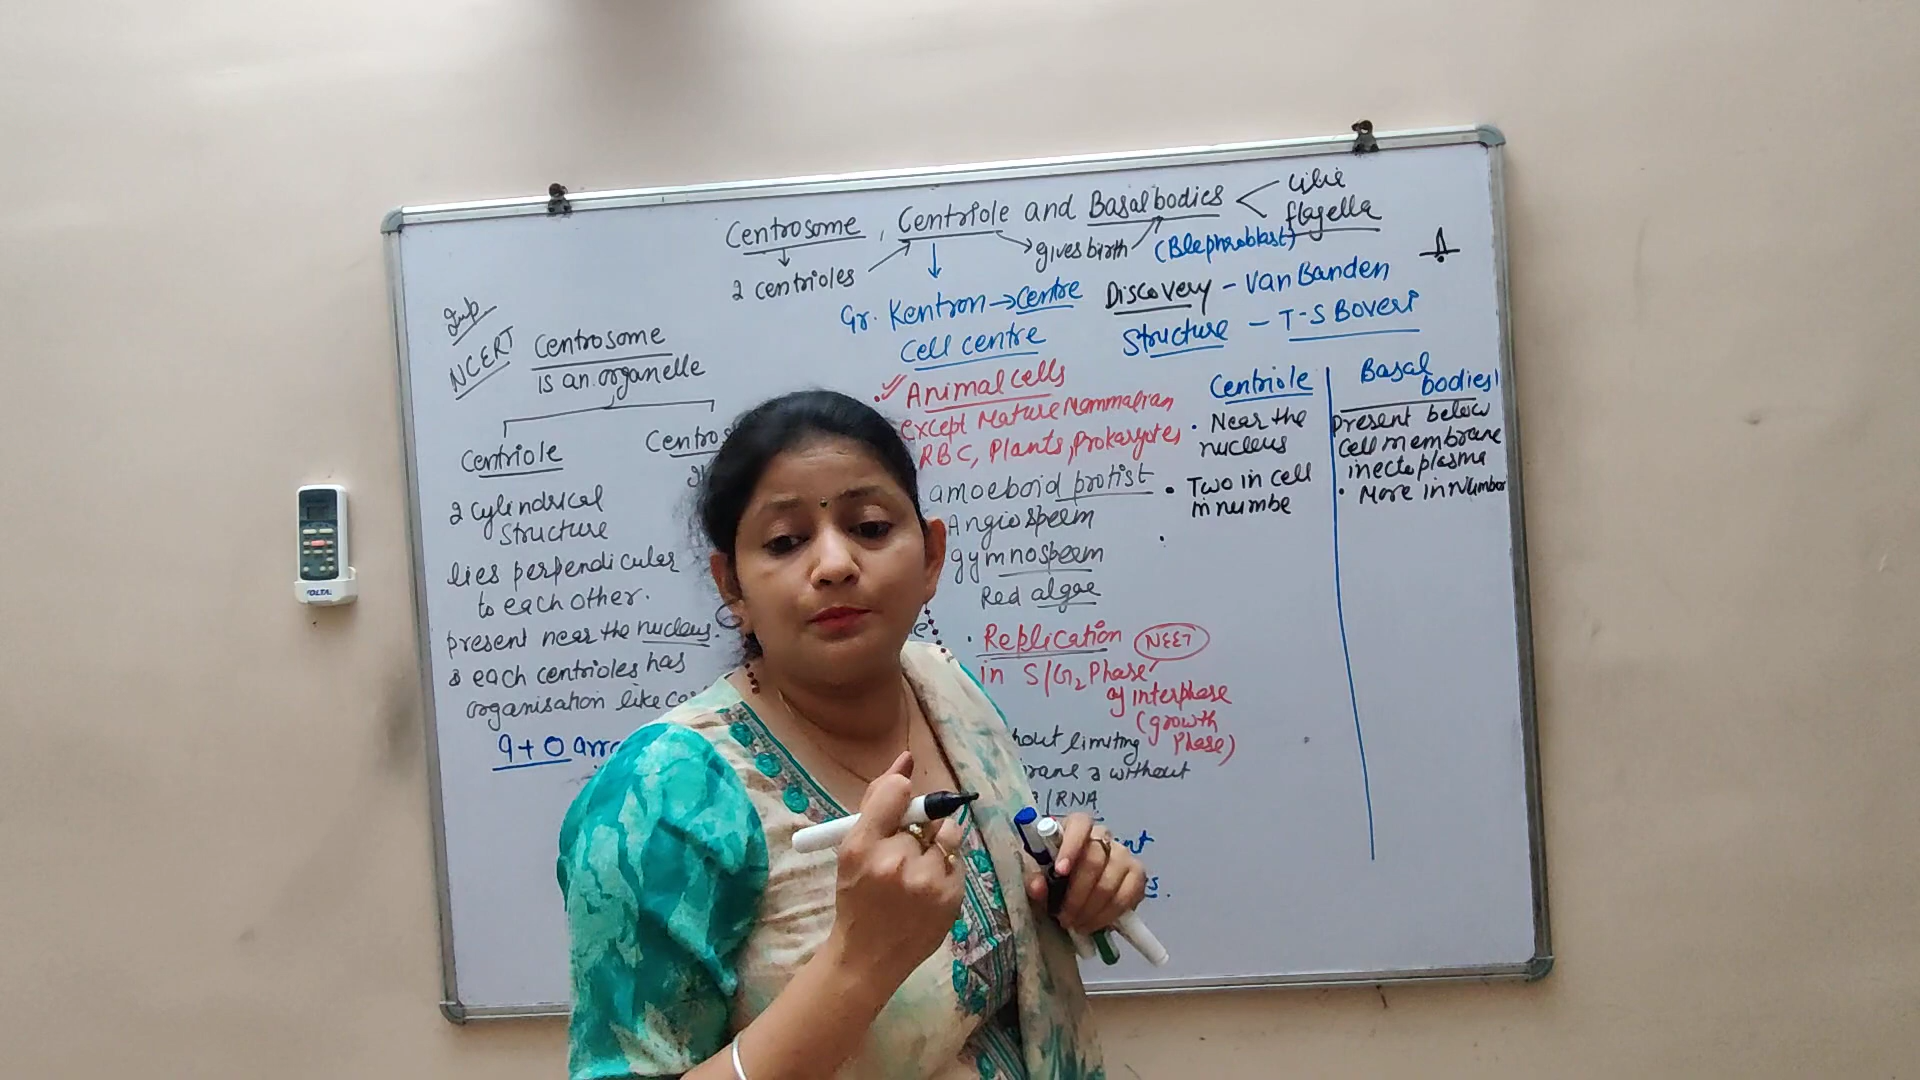 Centrosome, Centriole and Basalbodies
flagella
2 centrioles
gives birth
(Blephroblast)
Gr. Kentron → Centre
Cell centre
Discovery - Van Banden
Structure - T-S Boveri
Imp
NCERT
Centrosome
is an organelle
Centriole
2 cylindrical
structure
lies perpendicular
to each other.
present near the nucleus.
& each centrioles has
organisation like
9+0
Animal cells
except Mature Mammalian
RBC, Plants, Prokaryotes
amoeboid protist
Angiosperm
gymnosperm
Red algae
Replication NEET
in S/G2 Phase
of interphase
(growth
Phase)
limiting
& without
/RNA
Centriole
• Near the
nucleus
• Two in cell
in numbe
Basal
bodies
Present below
Cell membrane
in ectoplasma
• More in Number
VOLTAS